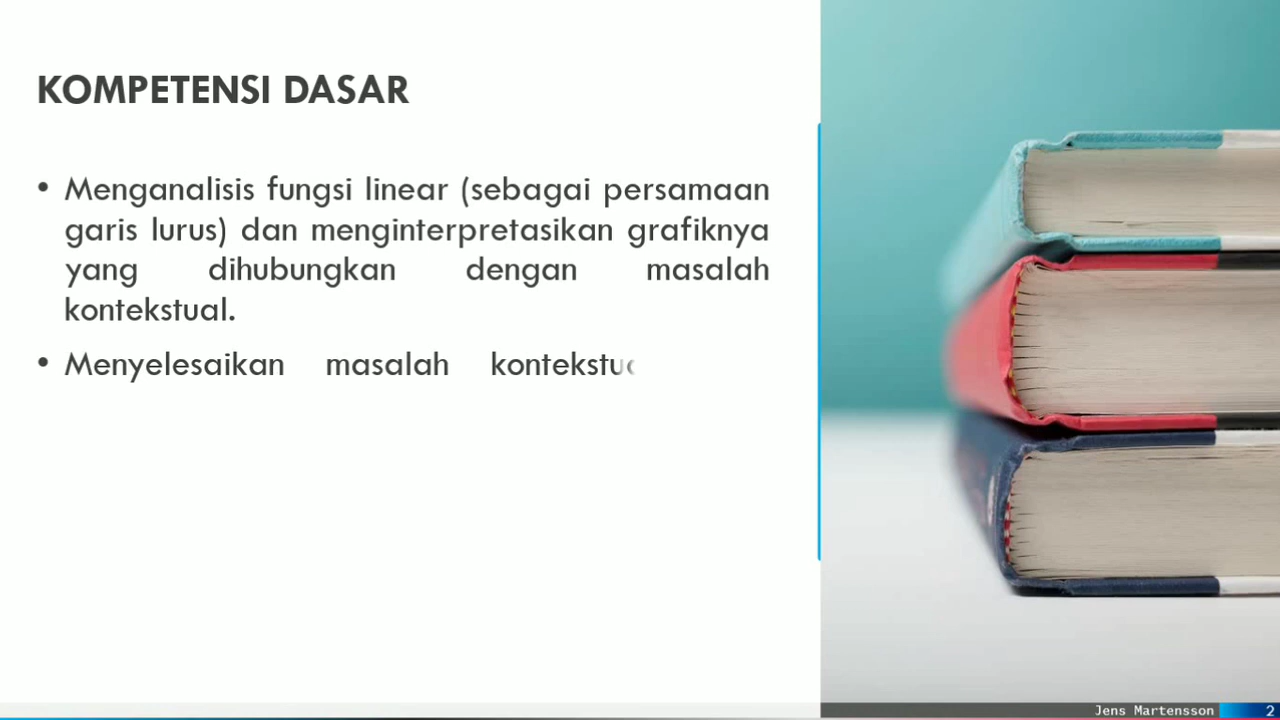 KOMPETENSI DASAR
• Menganalisis fungsi linear (sebagai persamaan
garis lurus) dan menginterpretasikan grafiknya
yang dihubungkan dengan masalah
kontekstual.
• Menyelesaikan masalah
Jens Martensson 2